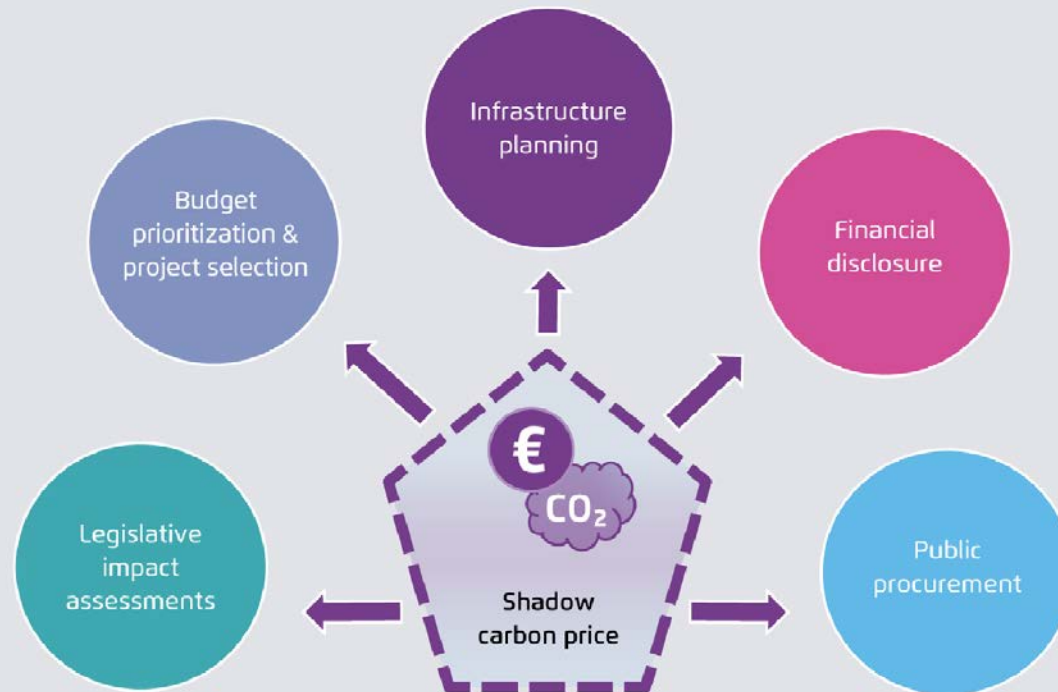 Infrastructure
planning
Budget
prioritization &
project selection
Financial
disclosure
Legislative
impact
assessments
Public
procurement
€
CO₂
Shadow
carbon price